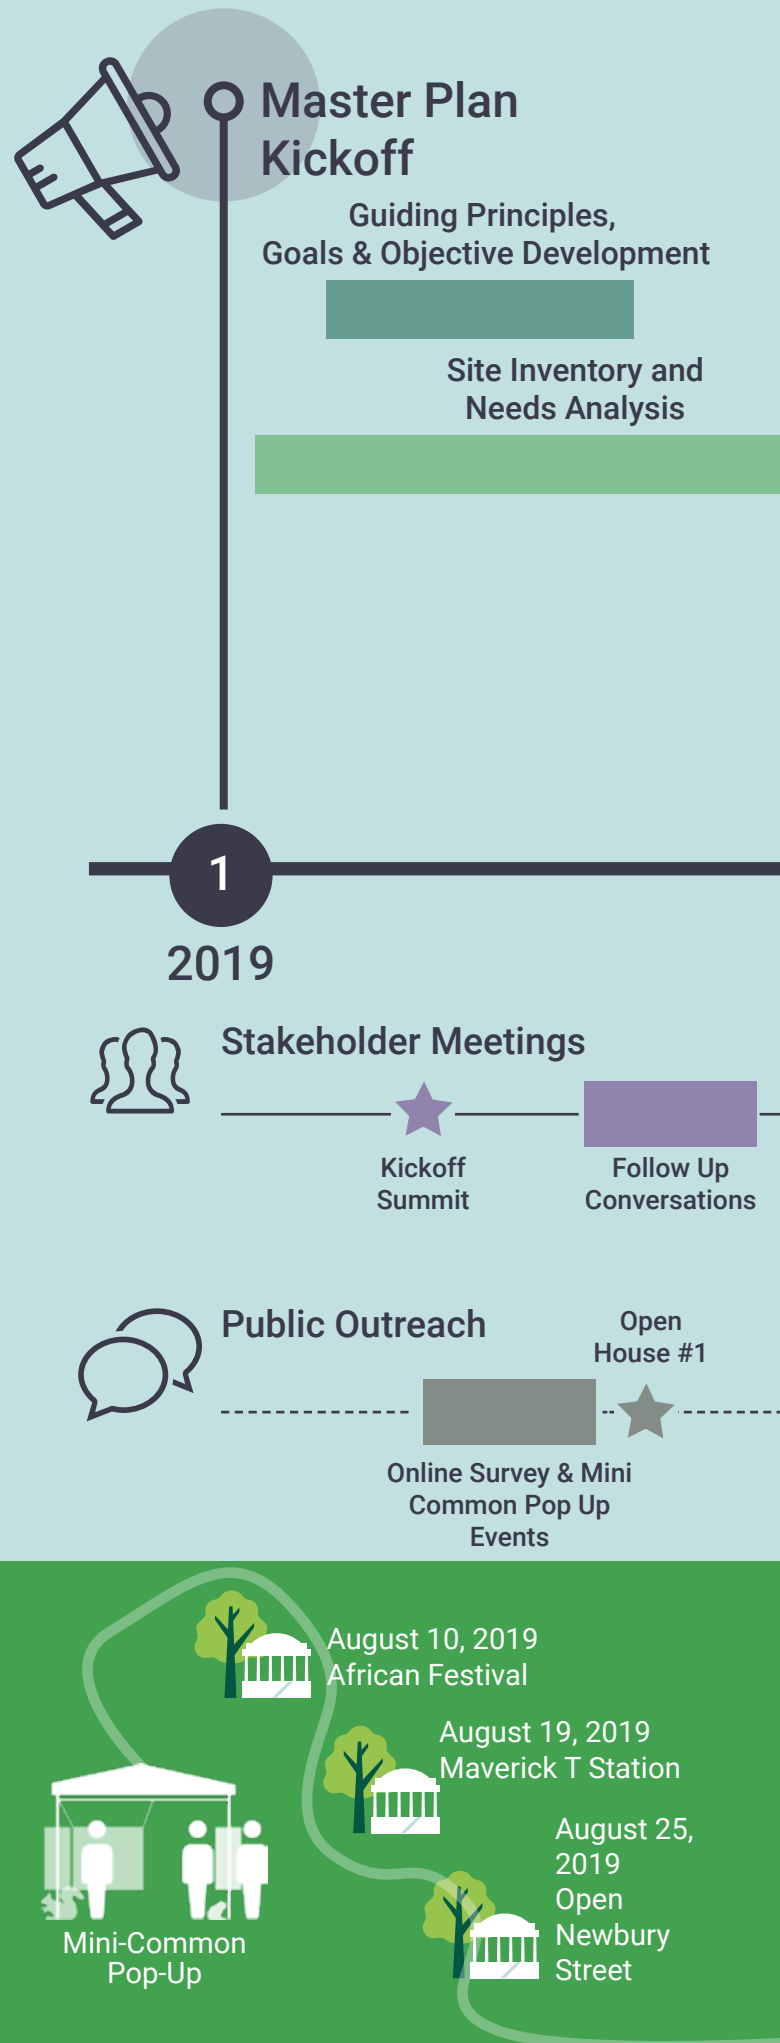 Master Plan
Kickoff
Guiding Principles,
Goals & Objective Development
Site Inventory and
Needs Analysis
1
2019
Stakeholder Meetings
Kickoff
Summit
Follow Up
Conversations
Public Outreach
Open
House #1
Online Survey & Mini
Common Pop Up
Events
August 10, 2019
African Festival
August 19, 2019
Maverick T Station
August 25,
2019
Open
Newbury
Street
Mini-Common
Pop-Up